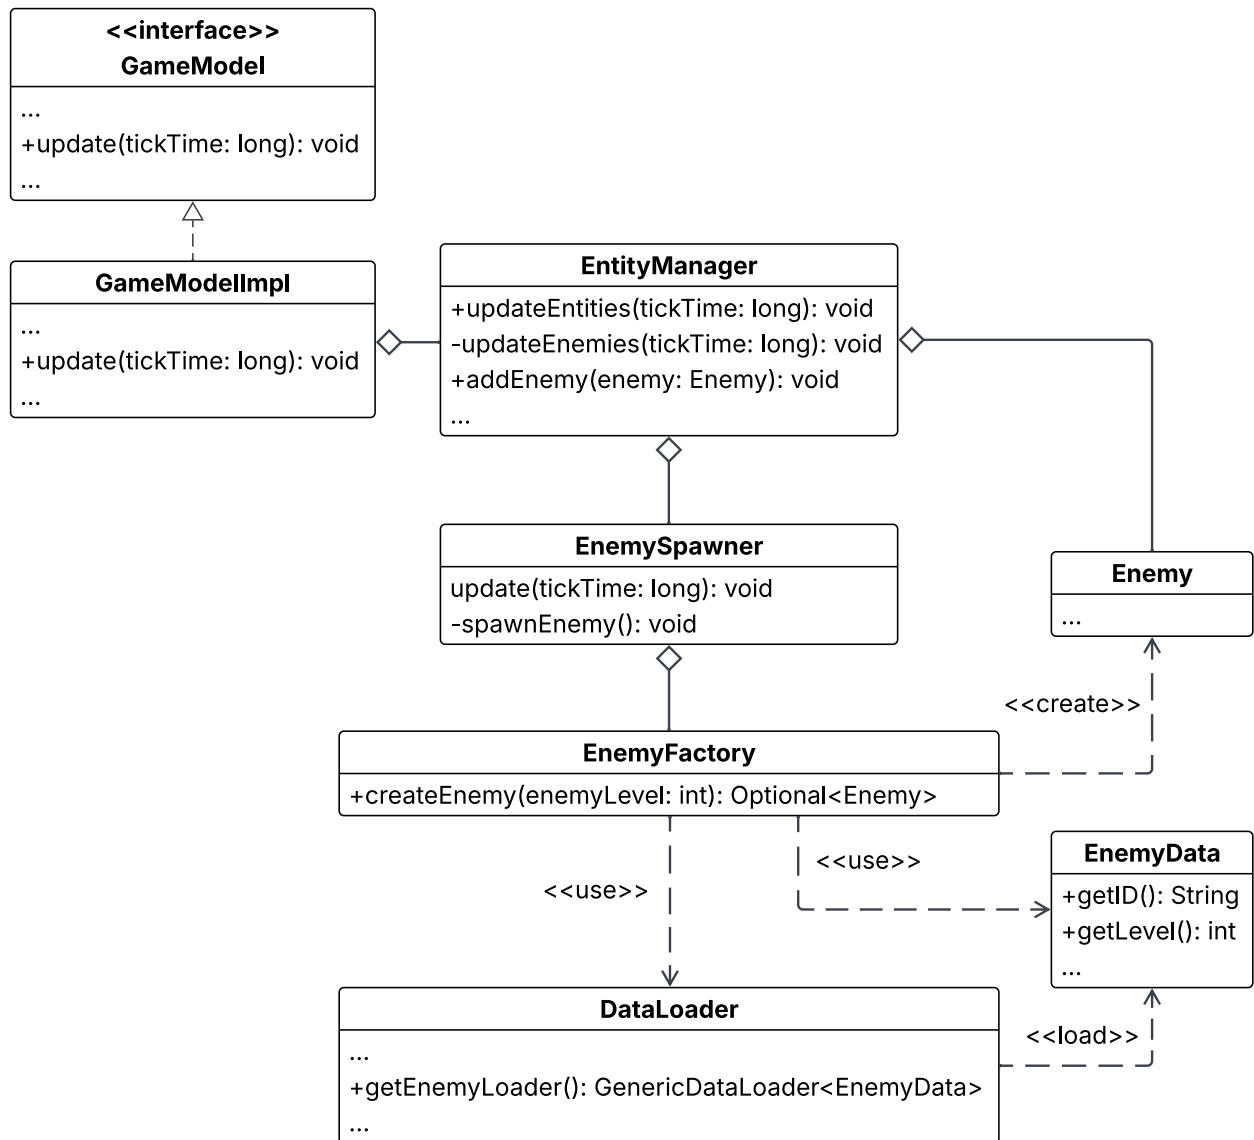 <<interface>>
GameModel
...
+update(tickTime: long): void
...
GameModelImpl
...
+update(tickTime: long): void
...
EntityManager
+updateEntities(tickTime: long): void
-updateEnemies(tickTime: long): void
+addEnemy(enemy: Enemy): void
...
EnemySpawner
update(tickTime: long): void
-spawnEnemy(): void
Enemy
...
<<create>>
EnemyFactory
+createEnemy(enemyLevel: int): Optional<Enemy>
<<use>>
<<use>>
EnemyData
+getID(): String
+getLevel(): int
...
<<load>>
DataLoader
...
+getEnemyLoader(): GenericDataLoader<EnemyData>
...